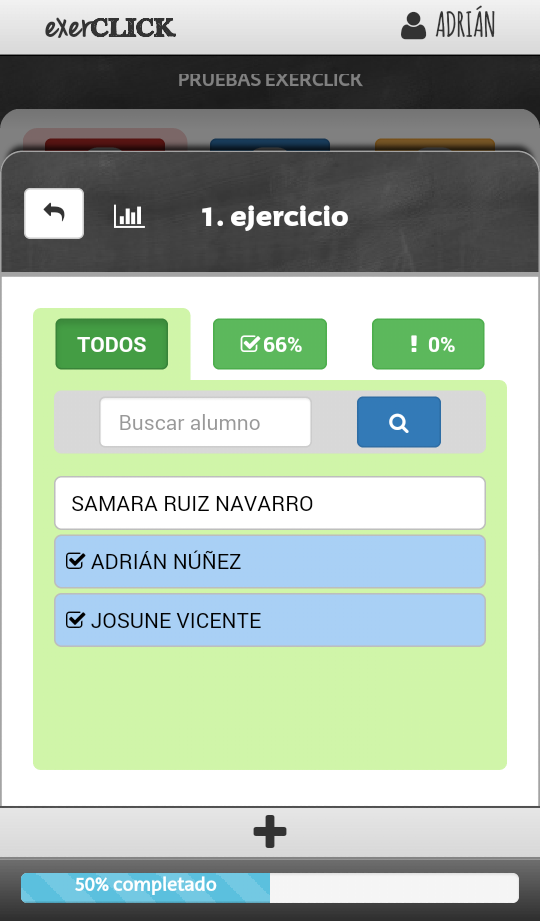 exerCLICK
ADRIÁN
PRUEBAS EXERCLICK
1. ejercicio
TODOS
66%
! 0%
Buscar alumno
SAMARA RUIZ NAVARRO
ADRIÁN NÚÑEZ
JOSUNE VICENTE
50% completado